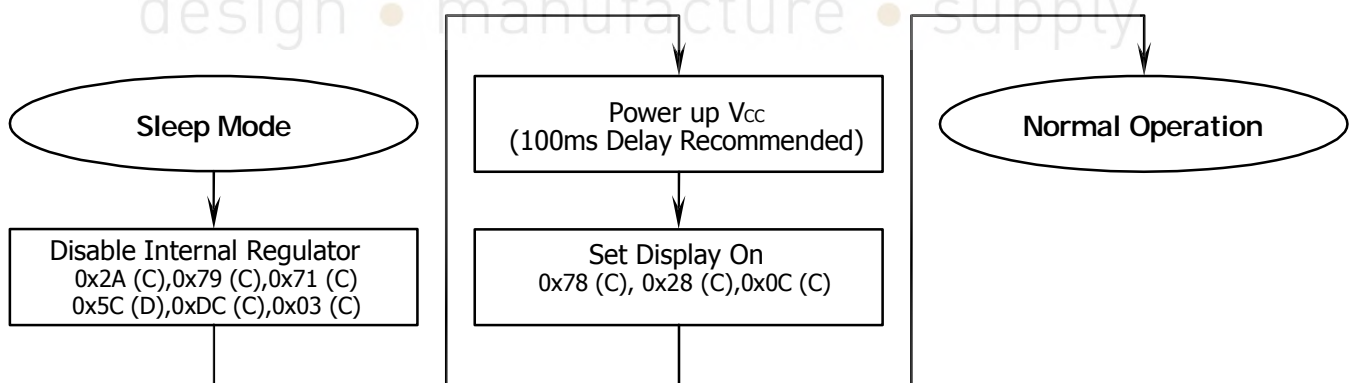 design • manufacture • supply
Sleep Mode
Disable Internal Regulator
0x2A (C),0x79 (C),0x71 (C)
0x5C (D),0xDC (C),0x03 (C)
Power up VCC
(100ms Delay Recommended)
Set Display On
0x78 (C), 0x28 (C),0x0C (C)
Normal Operation